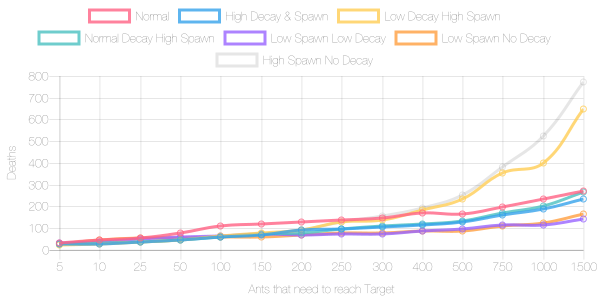 Normal High Decay & Spawn Low Decay High Spawn
Normal Decay High Spawn Low Spawn Low Decay Low Spawn No Decay
High Spawn No Decay
800
700
600
500
400
300
200
100
0
Deaths
5 10 25 50 100 150 200 250 300 400 500 750 1000 1500
Ants that need to reach Target